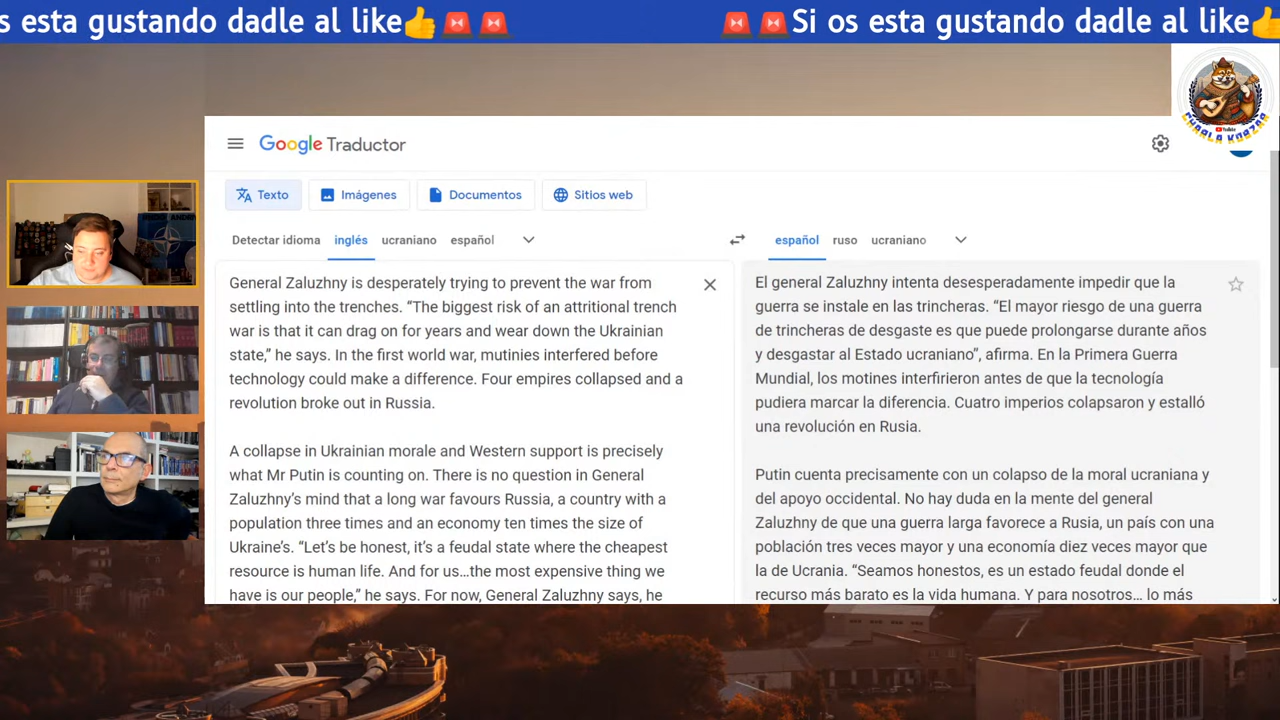 s esta gustando dadle al like👍🚨🚨
🚨🚨Si os esta gustando dadle al like👍
CHARLA KOBZAR
YouTube
Google Traductor
Texto
Imágenes
Documentos
Sitios web
Detectar idioma inglés ucraniano español
español ruso ucraniano
General Zaluzhny is desperately trying to prevent the war from
settling into the trenches. “The biggest risk of an attritional trench
war is that it can drag on for years and wear down the Ukrainian
state,” he says. In the first world war, mutinies interfered before
technology could make a difference. Four empires collapsed and a
revolution broke out in Russia.
A collapse in Ukrainian morale and Western support is precisely
what Mr Putin is counting on. There is no question in General
Zaluzhny’s mind that a long war favours Russia, a country with a
population three times and an economy ten times the size of
Ukraine’s. “Let’s be honest, it’s a feudal state where the cheapest
resource is human life. And for us…the most expensive thing we
have is our people,” he says. For now, General Zaluzhny says, he
El general Zaluzhny intenta desesperadamente impedir que la
guerra se instale en las trincheras. “El mayor riesgo de una guerra
de trincheras de desgaste es que puede prolongarse durante años
y desgastar al Estado ucraniano”, afirma. En la Primera Guerra
Mundial, los motines interfirieron antes de que la tecnología
pudiera marcar la diferencia. Cuatro imperios colapsaron y estalló
una revolución en Rusia.
Putin cuenta precisamente con un colapso de la moral ucraniana y
del apoyo occidental. No hay duda en la mente del general
Zaluzhny de que una guerra larga favorece a Rusia, un país con una
población tres veces mayor y una economía diez veces mayor que
la de Ucrania. “Seamos honestos, es un estado feudal donde el
recurso más barato es la vida humana. Y para nosotros… lo más